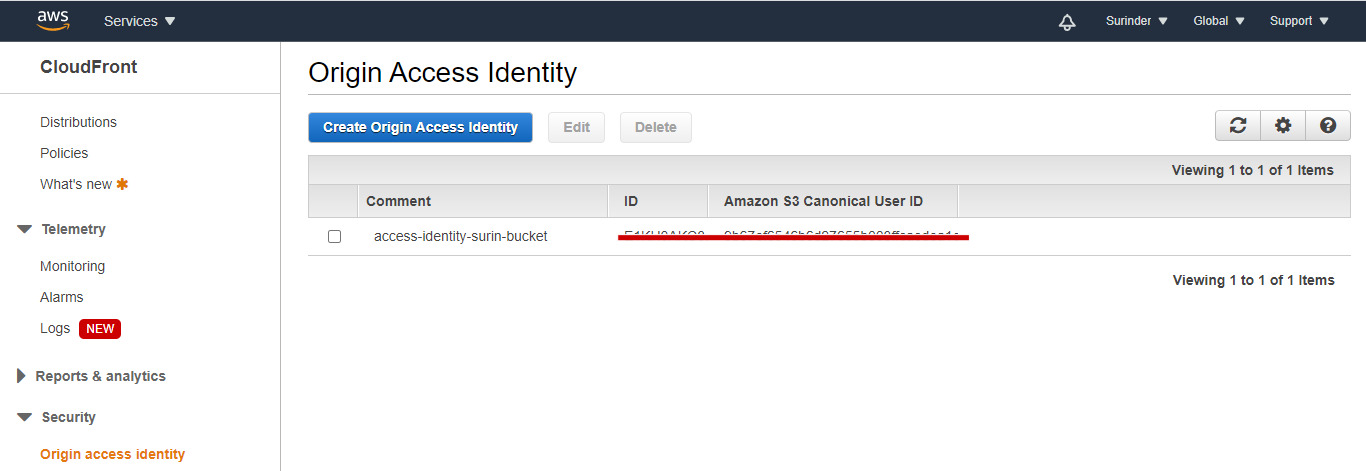 aws Services Surinder Global Support
CloudFront
Distributions
Policies
What's new
Telemetry
Monitoring
Alarms
Logs NEW
Reports & analytics
Security
Origin access identity
Origin Access Identity
Create Origin Access Identity Edit Delete
Viewing 1 to 1 of 1 Items
Comment ID Amazon S3 Canonical User ID
access-identity-surin-bucket
Viewing 1 to 1 of 1 Items